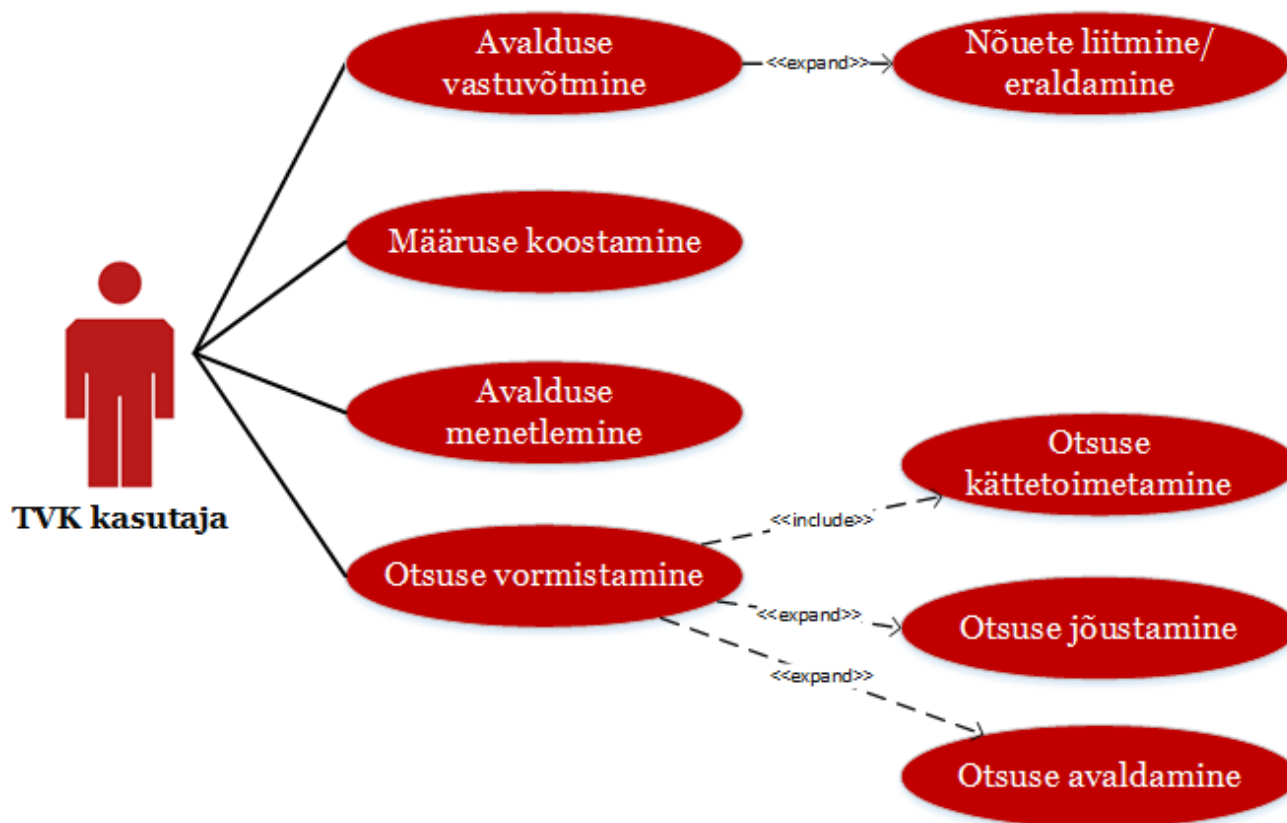 Avalduse
vastuvõtmine
<<expand>>
Nõuete liitmine/
eraldamine
Määruse koostamine
Avalduse
menetlemine
TVK kasutaja
Otsuse vormistamine
<<include>>
Otsuse
kättetoimetamine
<<expand>>
Otsuse jõustamine
<<expand>>
Otsuse avaldamine